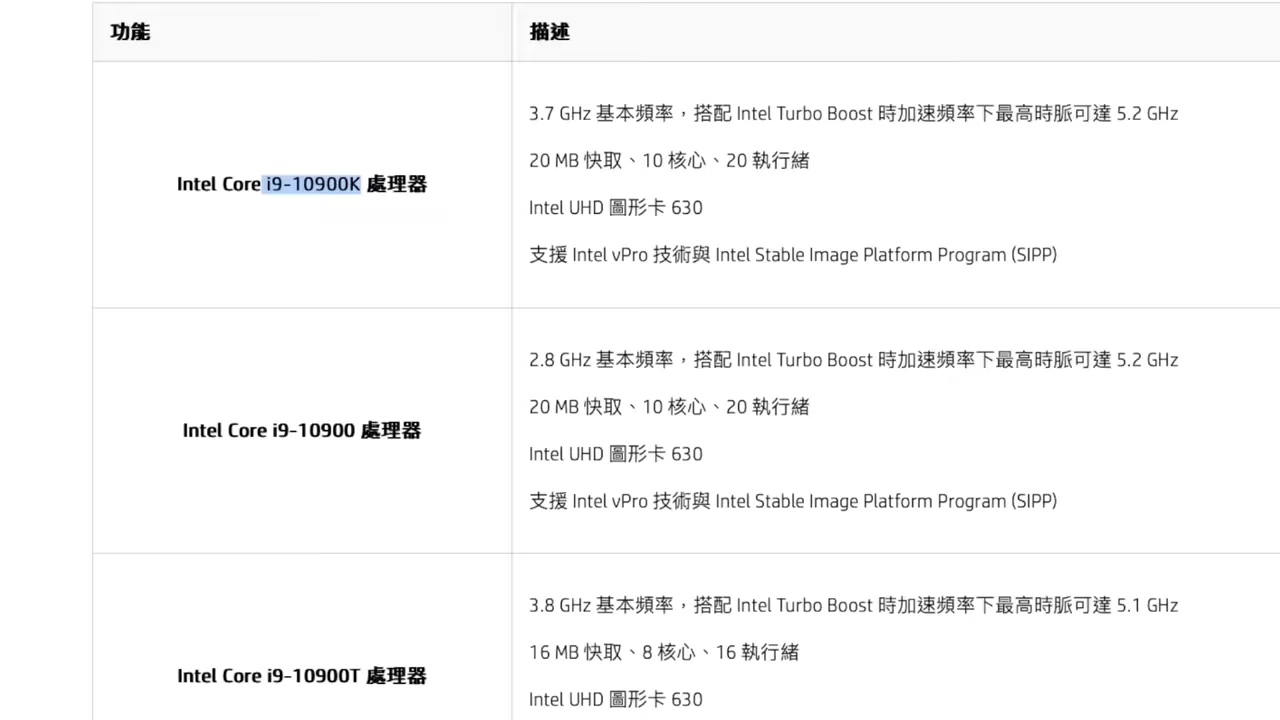 功能
描述
Intel Core i9-10900K 處理器
3.7 GHz 基本頻率，搭配 Intel Turbo Boost 時加速頻率下最高時脈可達 5.2 GHz
20 MB 快取、10 核心、20 執行緒
Intel UHD 圖形卡 630
支援 Intel vPro 技術與 Intel Stable Image Platform Program (SIPP)
Intel Core i9-10900 處理器
2.8 GHz 基本頻率，搭配 Intel Turbo Boost 時加速頻率下最高時脈可達 5.2 GHz
20 MB 快取、10 核心、20 執行緒
Intel UHD 圖形卡 630
支援 Intel vPro 技術與 Intel Stable Image Platform Program (SIPP)
Intel Core i9-10900T 處理器
3.8 GHz 基本頻率，搭配 Intel Turbo Boost 時加速頻率下最高時脈可達 5.1 GHz
16 MB 快取、8 核心、16 執行緒
Intel UHD 圖形卡 630